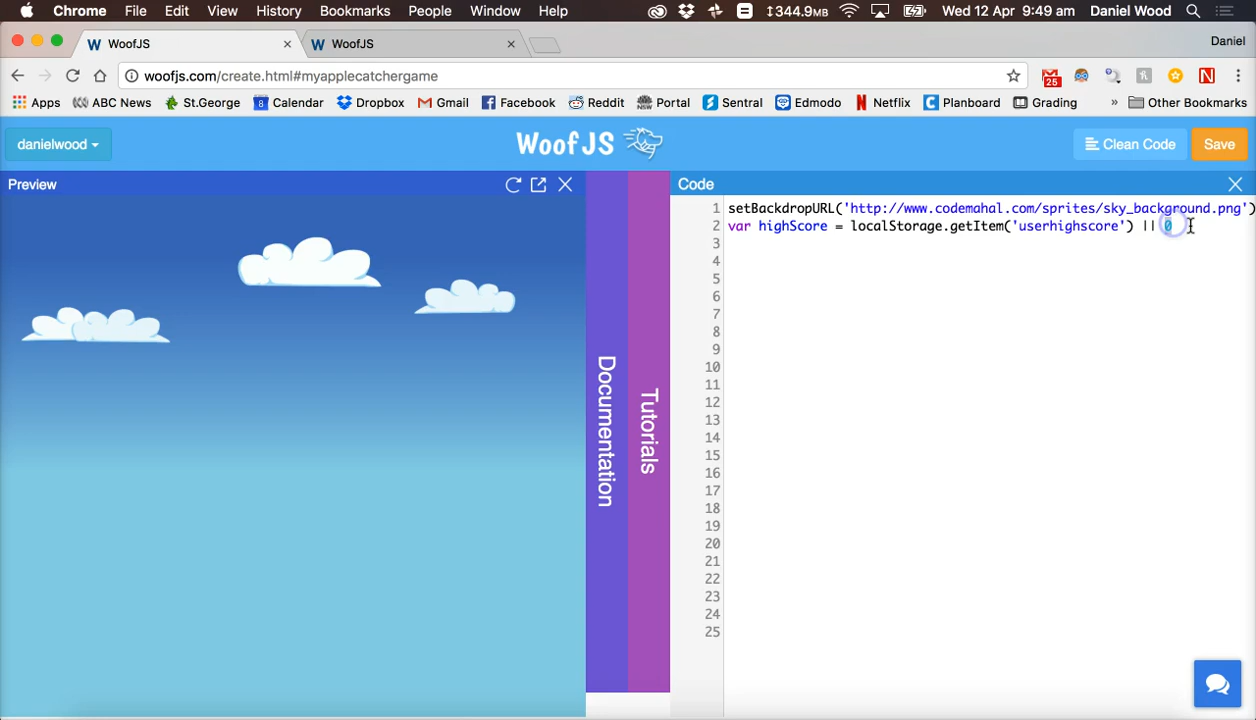 Chrome File Edit View History Bookmarks People Window Help 344.9MB Wed 12 Apr 9:49 am Daniel Wood
WoofJS
WoofJS
Daniel
woofjs.com/create.html#myapplecatchergame
25
Apps ABC News St.George 8 Calendar Dropbox Gmail Facebook Reddit Portal Sentral Edmodo Netflix Planboard Grading » Other Bookmarks
danielwood
WoofJS
Clean Code
Save
Preview
Code
Documentation
Tutorials
1 setBackdropURL('http://www.codemahal.com/sprites/sky_background.png')
2 var highScore = localStorage.getItem('userhighscore') || 0
3
4
5
6
7
8
9
10
11
12
13
14
15
16
17
18
19
20
21
22
23
24
25